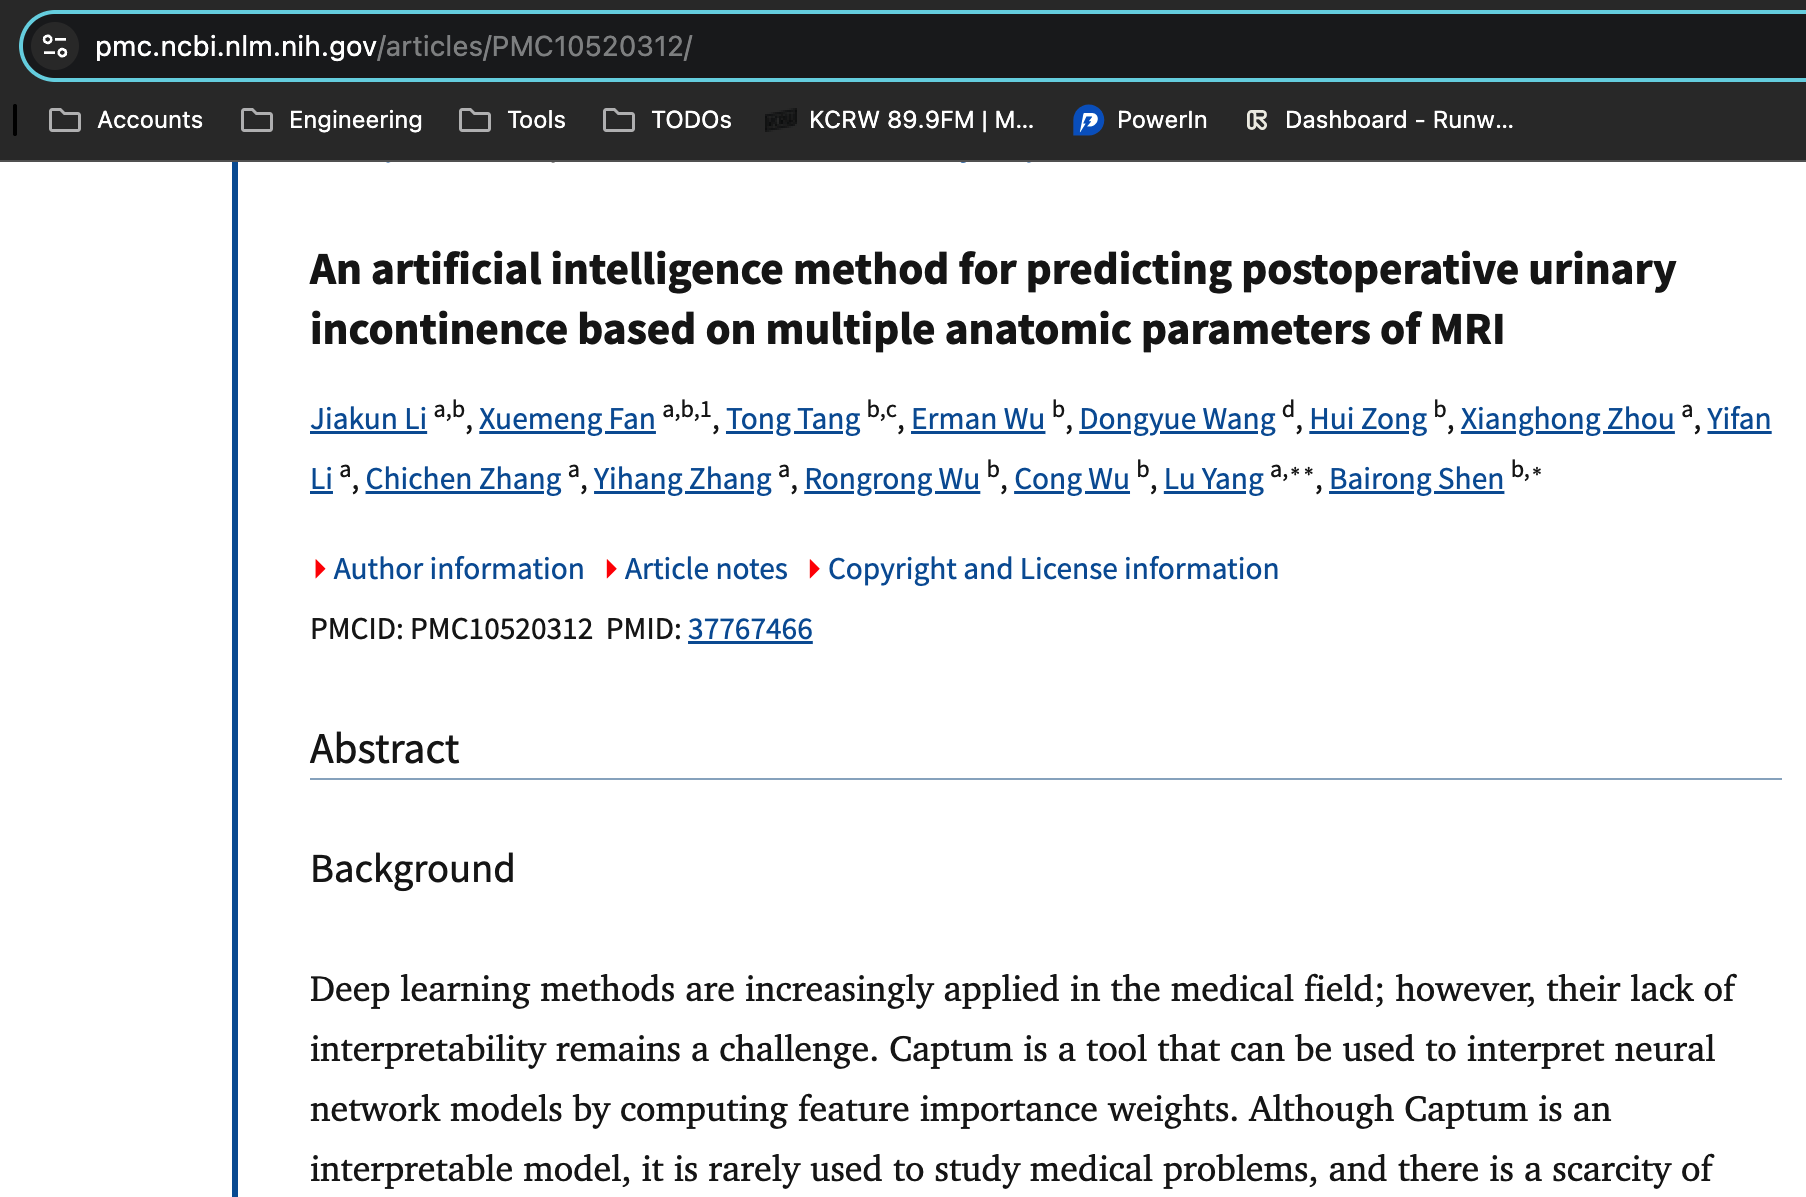 pmc.ncbi.nlm.nih.gov/articles/PMC10520312/
Accounts Engineering Tools TODOs KCRW 89.9FM | M... PowerIn Dashboard - Runw...
An artificial intelligence method for predicting postoperative urinary
incontinence based on multiple anatomic parameters of MRI
Jiakun Li a,b, Xuemeng Fan a,b,1, Tong Tang b,c, Erman Wu b, Dongyue Wang d, Hui Zong b, Xianghong Zhou a, Yifan
Li a, Chichen Zhang a, Yihang Zhang a, Rongrong Wu b, Cong Wu b, Lu Yang a,**, Bairong Shen b,*
Author information Article notes Copyright and License information
PMCID: PMC10520312 PMID: 37767466
Abstract
Background
Deep learning methods are increasingly applied in the medical field; however, their lack of
interpretability remains a challenge. Captum is a tool that can be used to interpret neural
network models by computing feature importance weights. Although Captum is an
interpretable model, it is rarely used to study medical problems, and there is a scarcity of